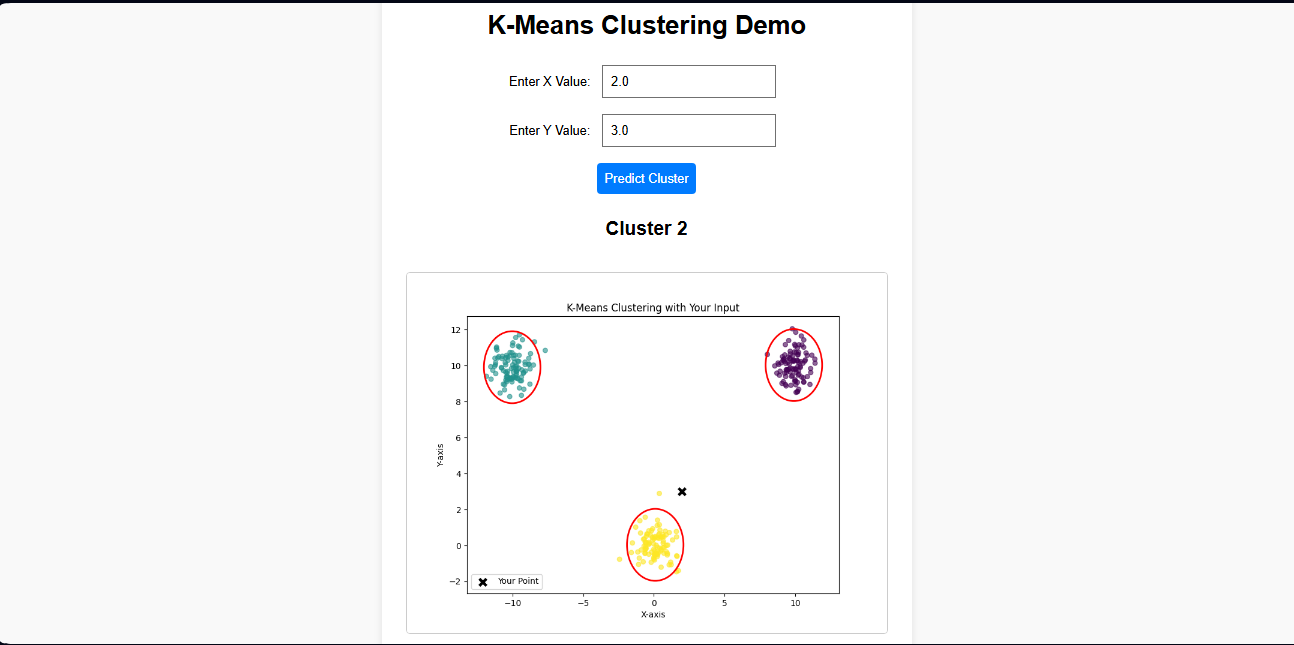 K-Means Clustering Demo
Enter X Value: 2.0
Enter Y Value: 3.0
Predict Cluster
Cluster 2
K-Means Clustering with Your Input
12
10
8
6
4
2
0
−2
Y-axis
Your Point
−10 −5 0 5 10
X-axis